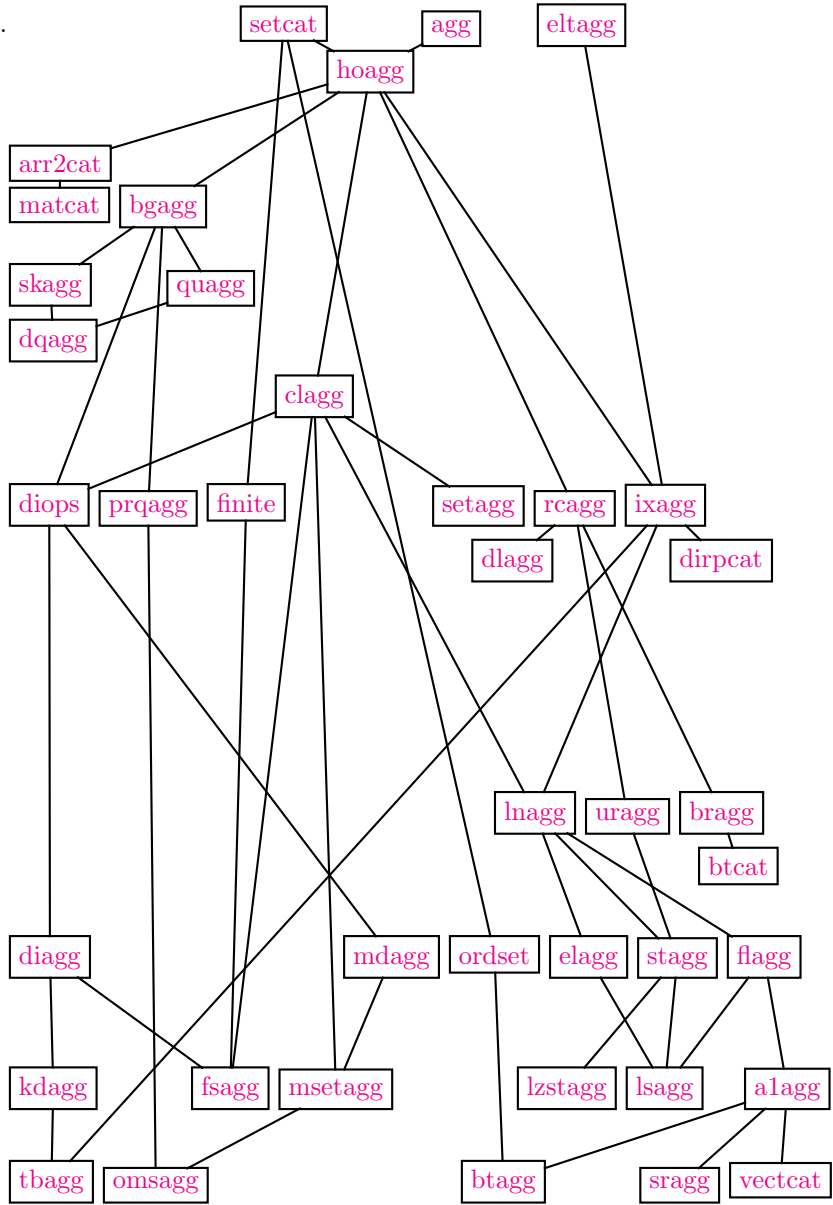 .
setcat agg eltagg
hoagg
arr2cat
matcat bgagg
skagg quagg
dqagg
clagg
diops prqagg finite setagg rcagg ixagg
dlagg dirpcat
lnagg uragg bragg
btcat
diagg mdagg ordset elagg stagg flagg
kdagg fsagg msetagg lzstagg lsagg a1agg
tbagg omsagg btagg sragg vectcat